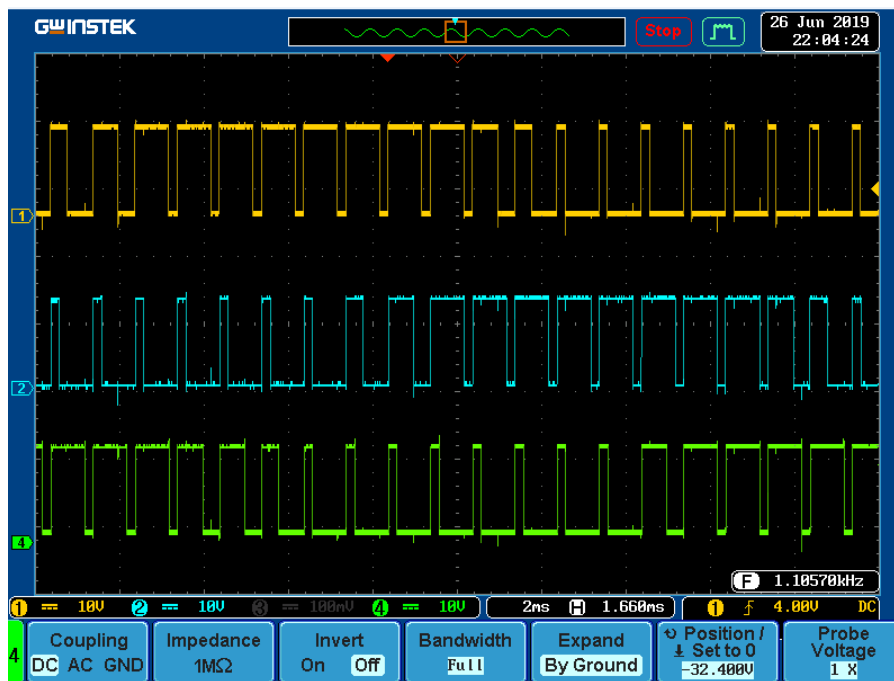 GWINSTEK
Stop
26 Jun 2019
22:04:24
1
2
4
F 1.10570kHz
1 10V 2 10V 3 100mV 4 10V 2ms H 1.660ms 1 4.00V DC
4
Coupling
DC AC GND
Impedance
1MΩ
Invert
On Off
Bandwidth
Full
Expand
By Ground
Position /
Set to 0
-32.400V
Probe
Voltage
1 X